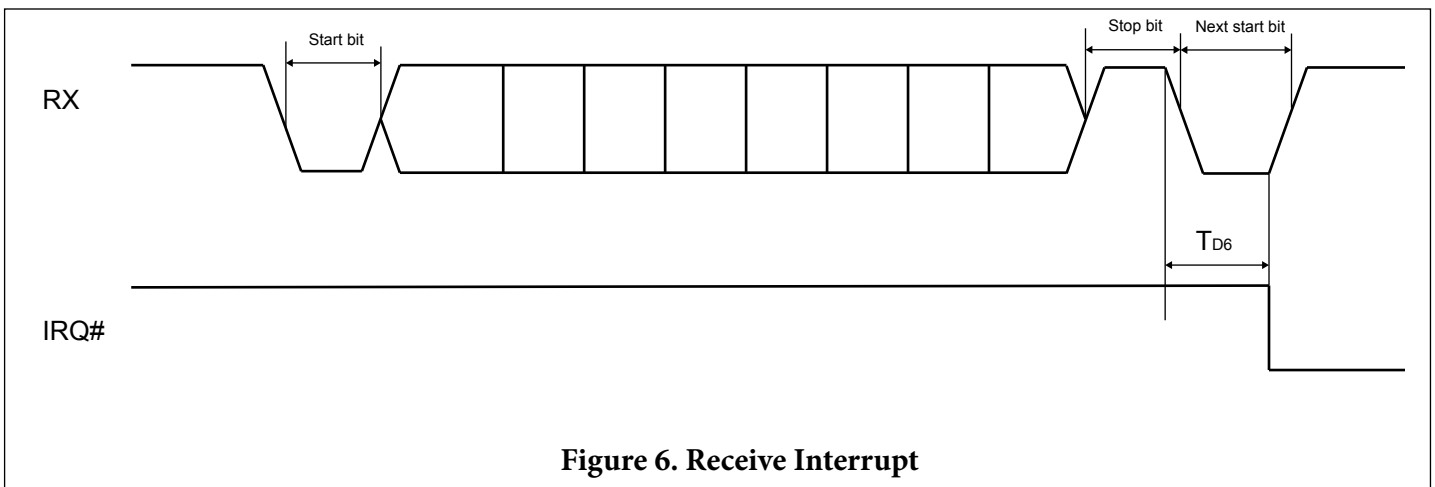 Start bit
Stop bit
Next start bit
RX
TD6
IRQ#
Figure 6. Receive Interrupt